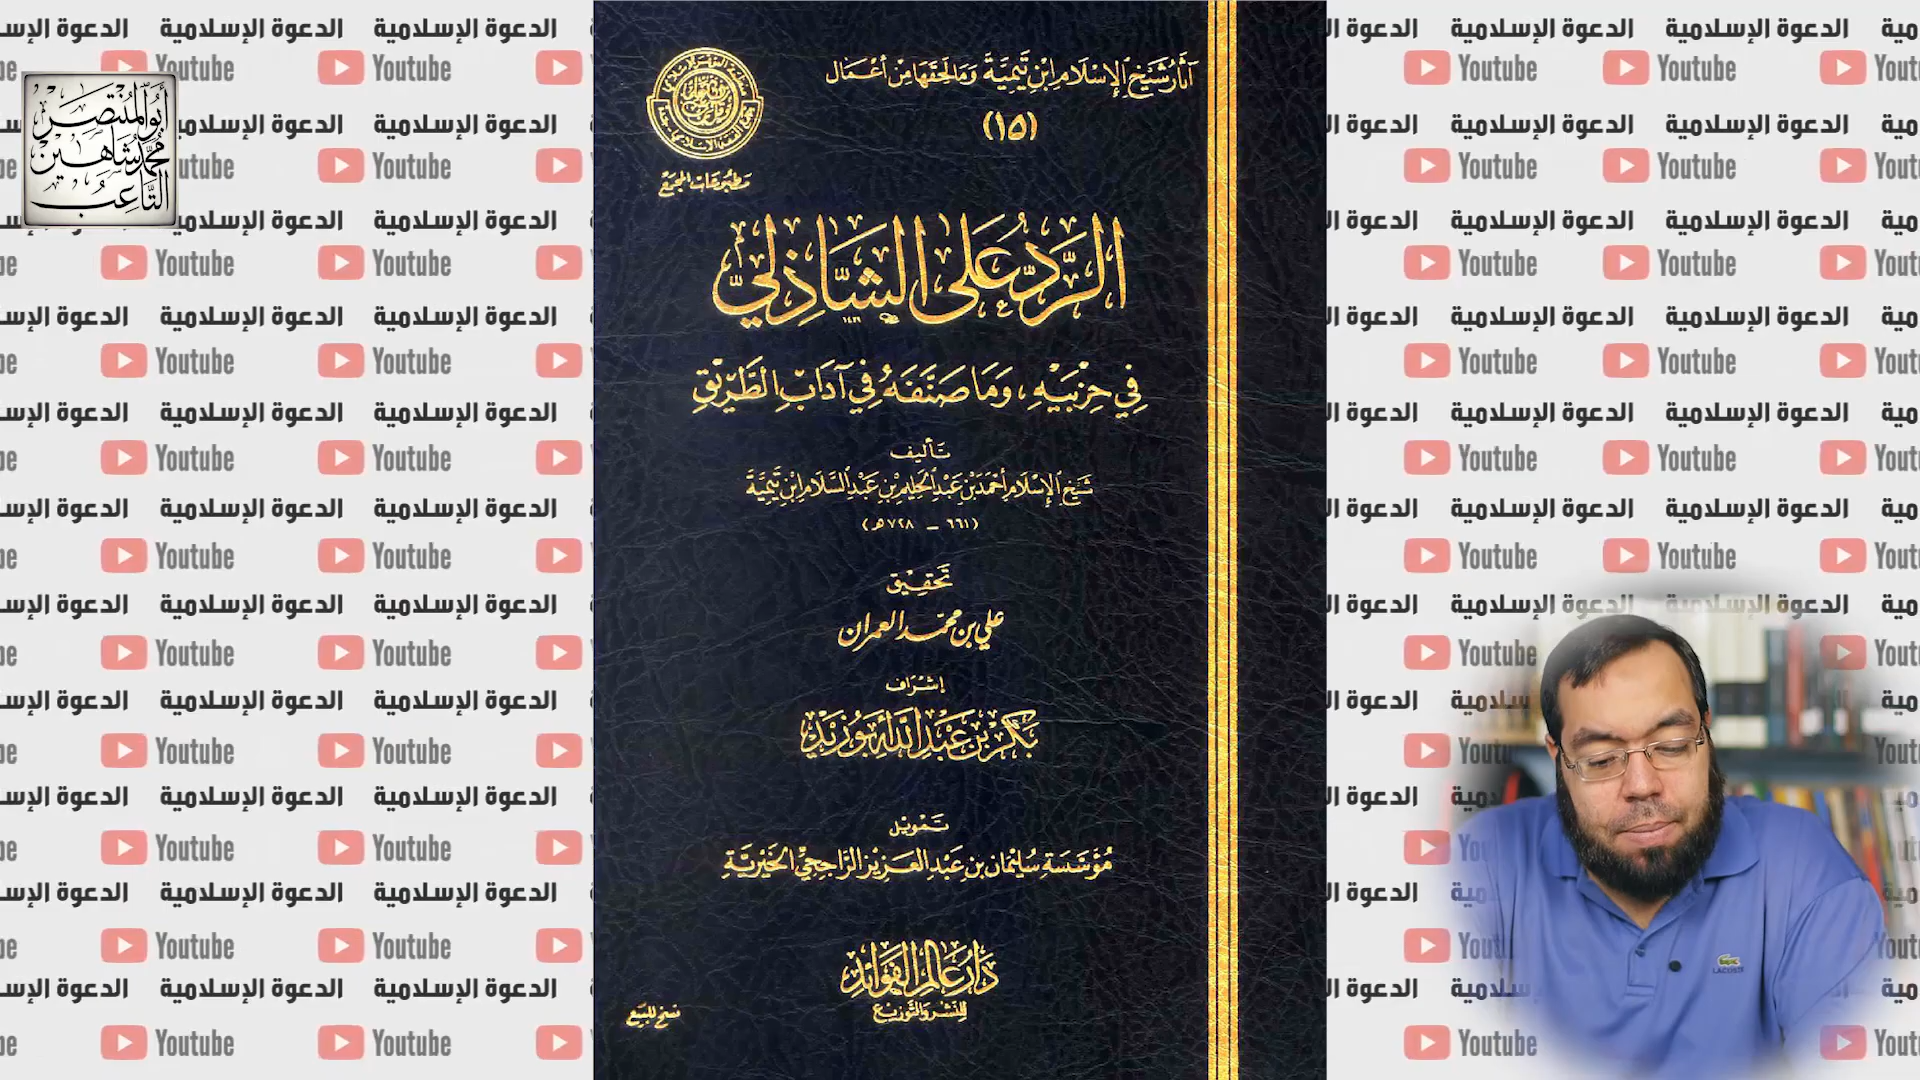 أبو المنتصر
محمد شاهين
التاعب
آثار شيخ الإسلام ابن تيمية وما لحقها من أعمال
(١٥)
مطبوعات المجمع
الرد على الشاذلي
في حزبيه، وما صنفه في آداب الطريق
تأليف
شيخ الإسلام أحمد بن عبد الحليم بن عبد السلام ابن تيمية
(٦٦١ - ٧٢٨ هـ)
تحقيق
علي بن محمد العمران
إشراف
بكر بن عبد الله أبو زيد
تمويل
مؤسسة سليمان بن عبد العزيز الراجحي الخيرية
دار عالم الفوائد
للنشر والتوزيع
الدعوة الإسلامية
Youtube
LACOSTE